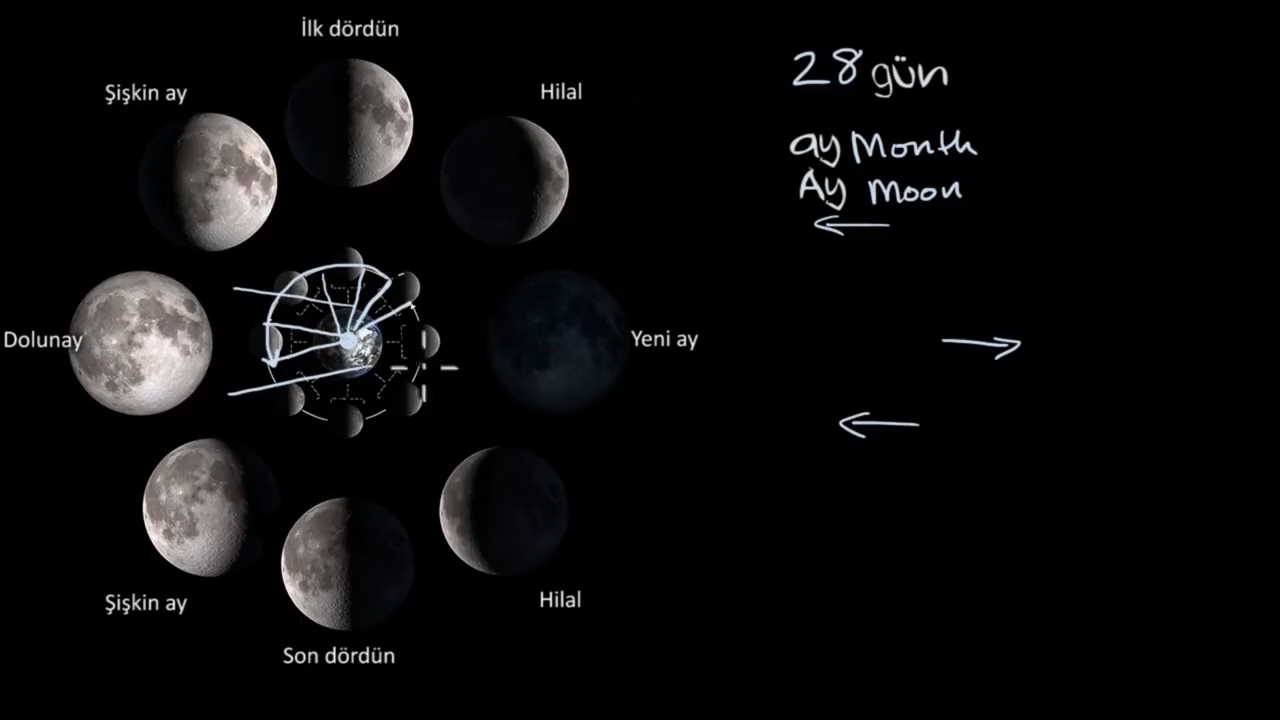 İlk dördün
Şişkin ay
Hilal
28 gün
ay Month
Ay Moon
Dolunay
Yeni ay
Şişkin ay
Hilal
Son dördün